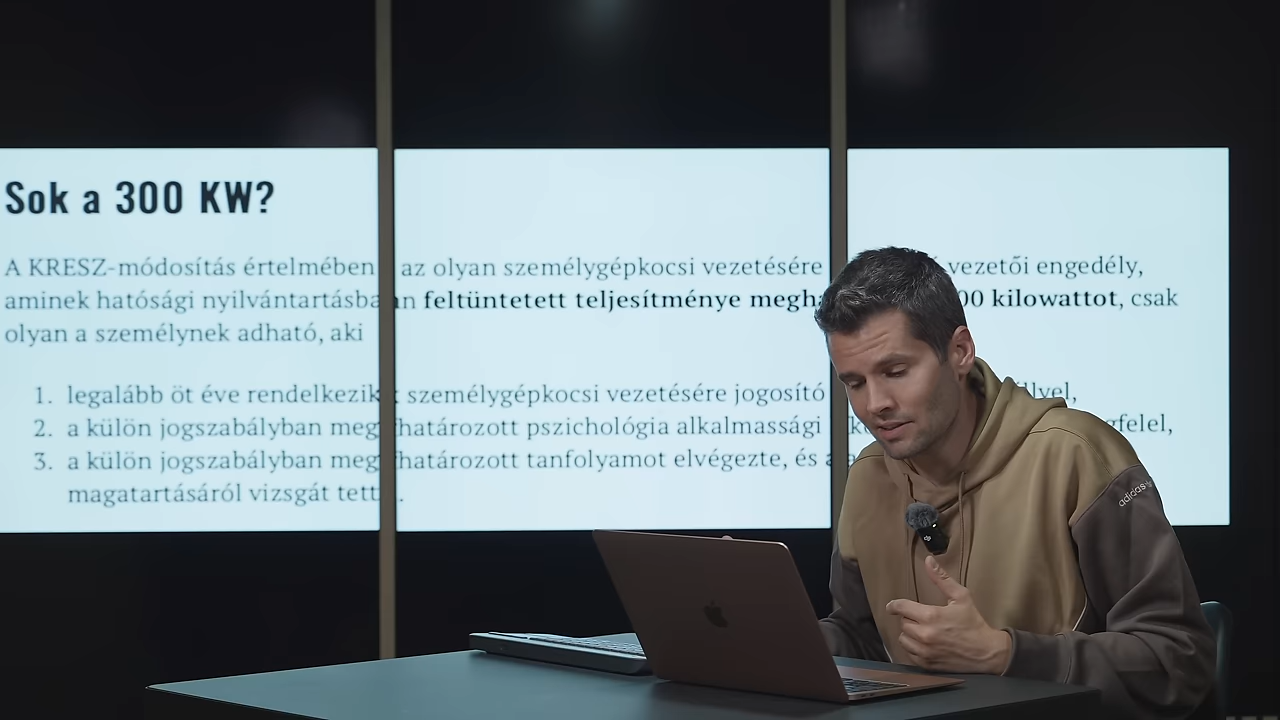 Sok a 300 KW?
A KRESZ-módosítás értelmében az olyan személygépkocsi vezetésére vezetői engedély,
aminek hatósági nyilvántartásban feltüntetett teljesítménye 00 kilowattot, csak
olyan a személynek adható, aki
1. legalább öt éve rendelkezik személygépkocsi vezetésére jogosító
2. a külön jogszabályban meghatározott pszichológia alkalmassági
3. a külön jogszabályban meghatározott tanfolyamot elvégezte, és
magatartásáról vizsgát tett.
adidas
dji